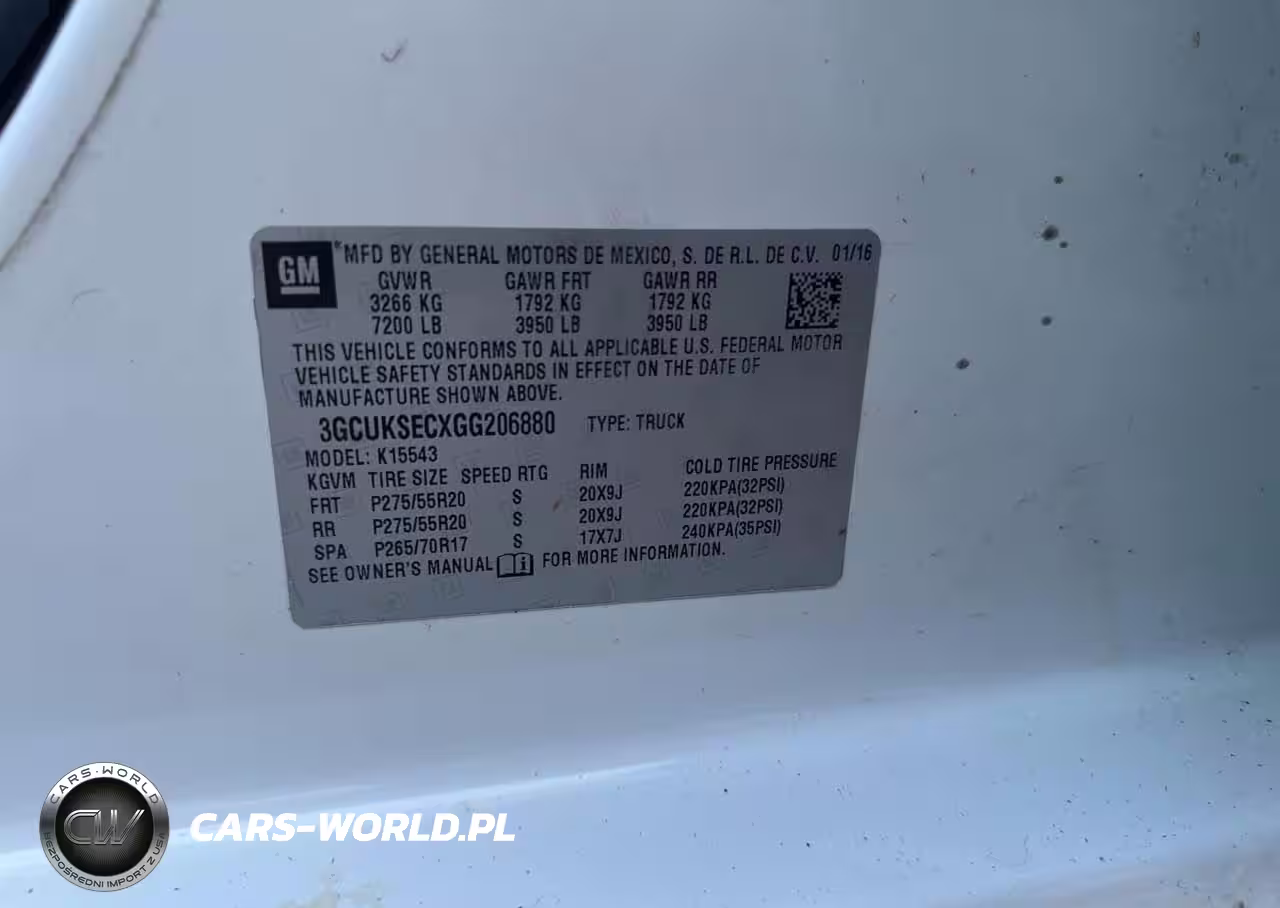 GM
*MFD BY GENERAL MOTORS DE MEXICO, S. DE R.L. DE C.V. 01/16
GVWR GAWR FRT GAWR RR
3266 KG 1792 KG 1792 KG
7200 LB 3950 LB 3950 LB
THIS VEHICLE CONFORMS TO ALL APPLICABLE U.S. FEDERAL MOTOR
VEHICLE SAFETY STANDARDS IN EFFECT ON THE DATE OF
MANUFACTURE SHOWN ABOVE.
3GCUKSECXGG206880 TYPE: TRUCK
MODEL: K15543
KGVM TIRE SIZE SPEED RTG RIM COLD TIRE PRESSURE
FRT P275/55R20 S 20X9J 220KPA(32PSI)
RR P275/55R20 S 20X9J 220KPA(32PSI)
SPA P265/70R17 S 17X7J 240KPA(35PSI)
SEE OWNER'S MANUAL i FOR MORE INFORMATION.
CARS-WORLD
CW
BEZPOŚREDNI IMPORT Z USA
CARS-WORLD.PL